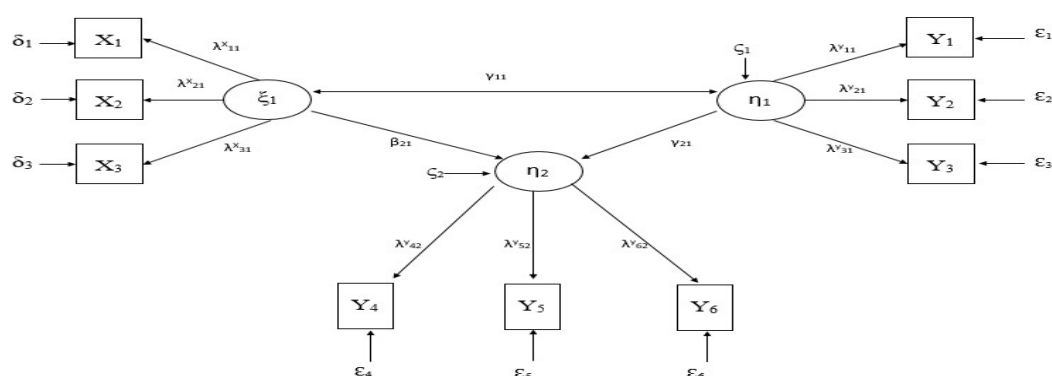 δ₁ X₁ λˣ₁₁ ς₁ λʸ₁₁ Y₁ ε₁
δ₂ X₂ λˣ₂₁ ξ₁ γ₁₁ η₁ λʸ₂₁ Y₂ ε₂
δ₃ X₃ λˣ₃₁ β₂₁ γ₂₁ λʸ₃₁ Y₃ ε₃
ς₂ η₂
λʸ₄₂ λʸ₅₂ λʸ₆₂
Y₄ Y₅ Y₆
ε₄ ε₅ ε₆